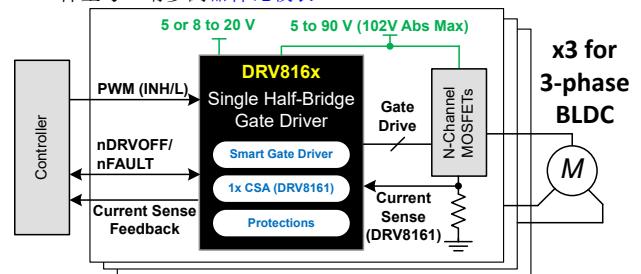 5 or 8 to 20 V
5 to 90 V (102V Abs Max)
x3 for
3-phase
BLDC
Controller
PWM (INH/L)
nDRVOFF/
nFAULT
Current Sense
Feedback
DRV816x
Single Half-Bridge
Gate Driver
Smart Gate Driver
1x CSA (DRV8161)
Protections
Gate
Drive
N-Channel
MOSFETs
Current
Sense
(DRV8161)
M